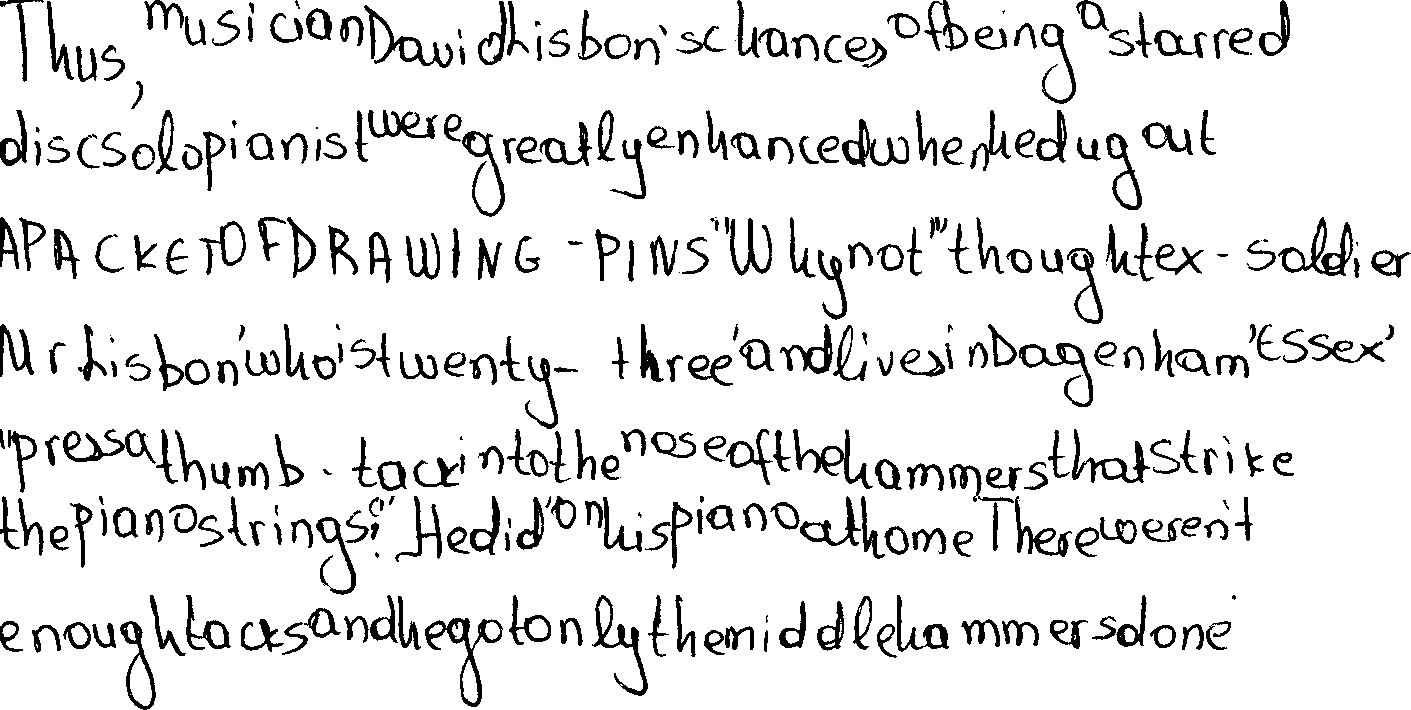 Thus, musician David Lisbon's chances of being a starred
disc solo pianist were greatly enhanced when he dug out
A PACKET OF DRAWING-PINS "Why not" thought ex-soldier
Mr Lisbon 'who is twenty-three' and lives in Dagenham 'Essex'
"press a thumb-tack into the nose of the hammers that strike
the piano strings?" He did 'on his piano at home There weren't
enough tacks and he got only the middle hammers done